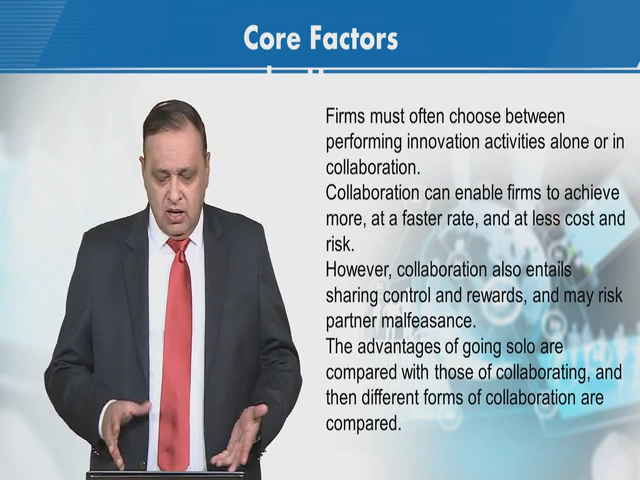 Core Factors
Firms must often choose between
performing innovation activities alone or in
collaboration.
Collaboration can enable firms to achieve
more, at a faster rate, and at less cost and
risk.
However, collaboration also entails
sharing control and rewards, and may risk
partner malfeasance.
The advantages of going solo are
compared with those of collaborating, and
then different forms of collaboration are
compared.